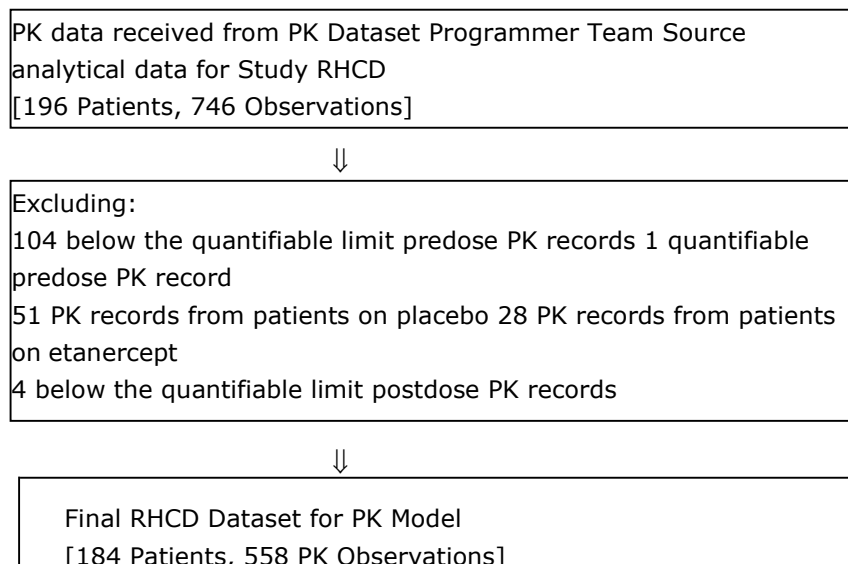 PK data received from PK Dataset Programmer Team Source
analytical data for Study RHCD
[196 Patients, 746 Observations]
⇓
Excluding:
104 below the quantifiable limit predose PK records 1 quantifiable
predose PK record
51 PK records from patients on placebo 28 PK records from patients
on etanercept
4 below the quantifiable limit postdose PK records
⇓
Final RHCD Dataset for PK Model
[184 Patients, 558 PK Observations]